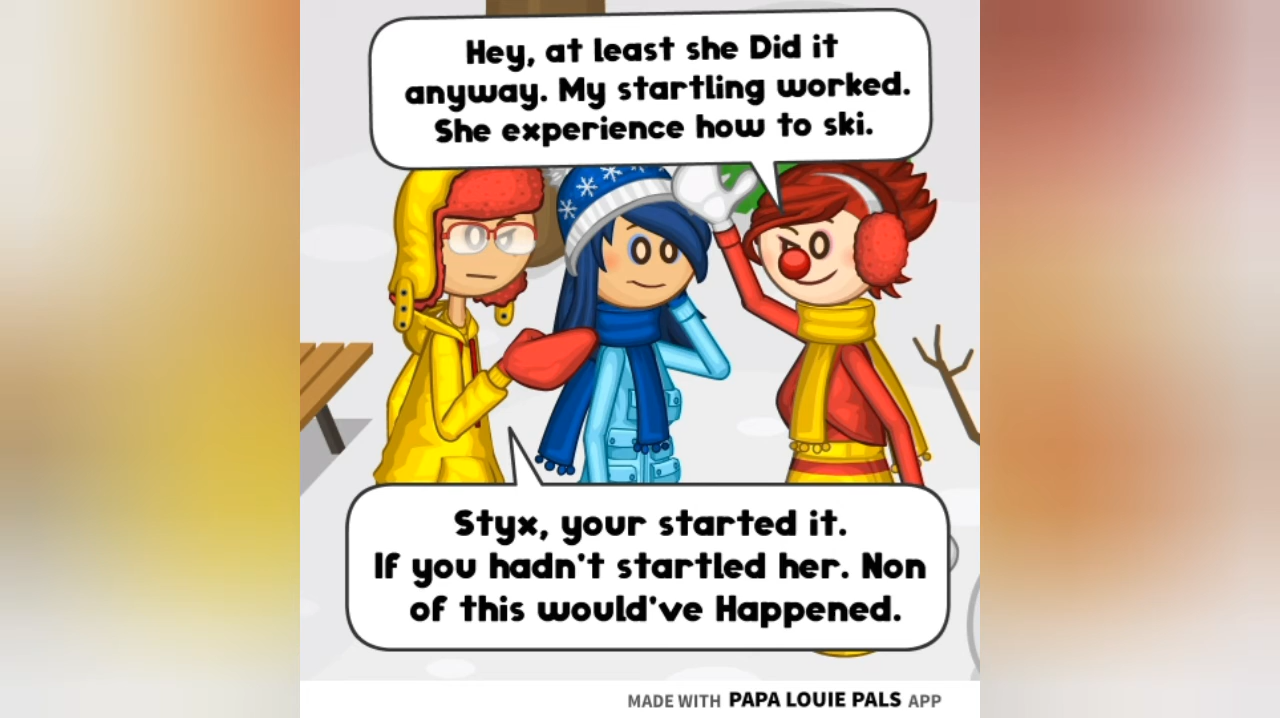 Hey, at least she Did it
anyway. My startling worked.
She experience how to ski.
Styx, your started it.
If you hadn't startled her. Non
of this would've Happened.
MADE WITH PAPA LOUIE PALS APP